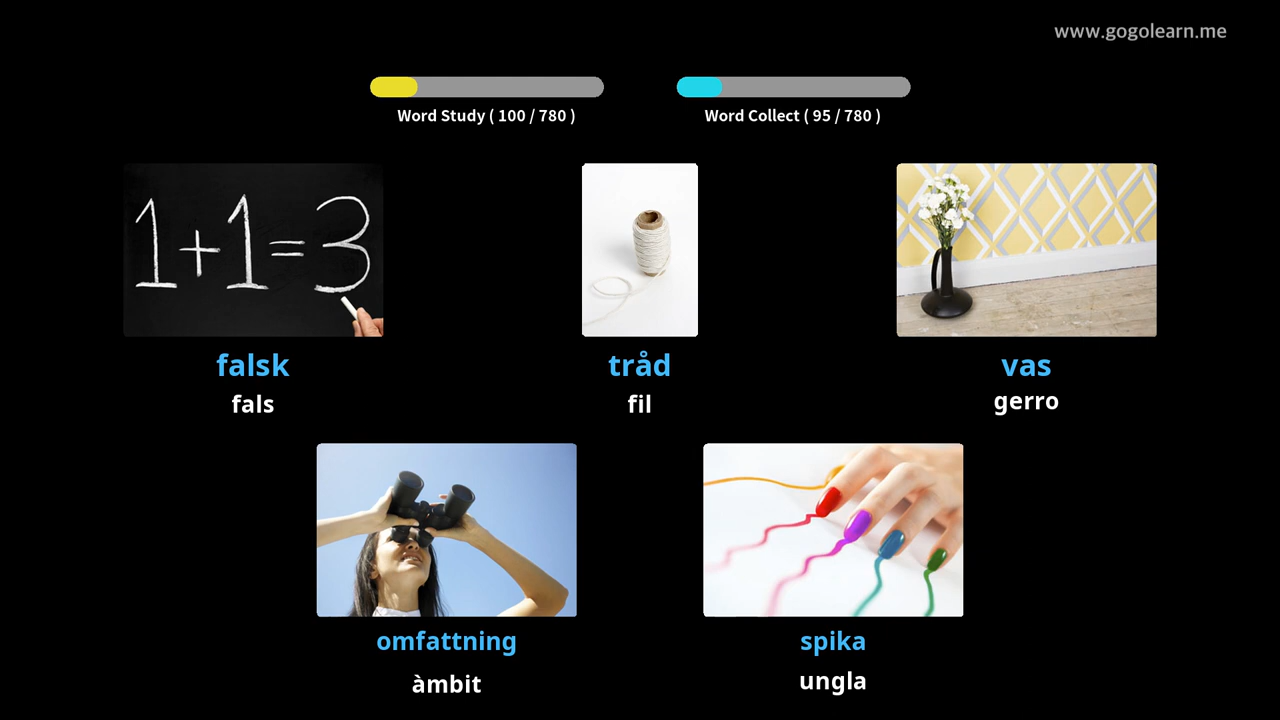 www.gogolearn.me
Word Study ( 100 / 780 )
Word Collect ( 95 / 780 )
1+1=3
falsk
fals
tråd
fil
vas
gerro
omfattning
àmbit
spika
ungla